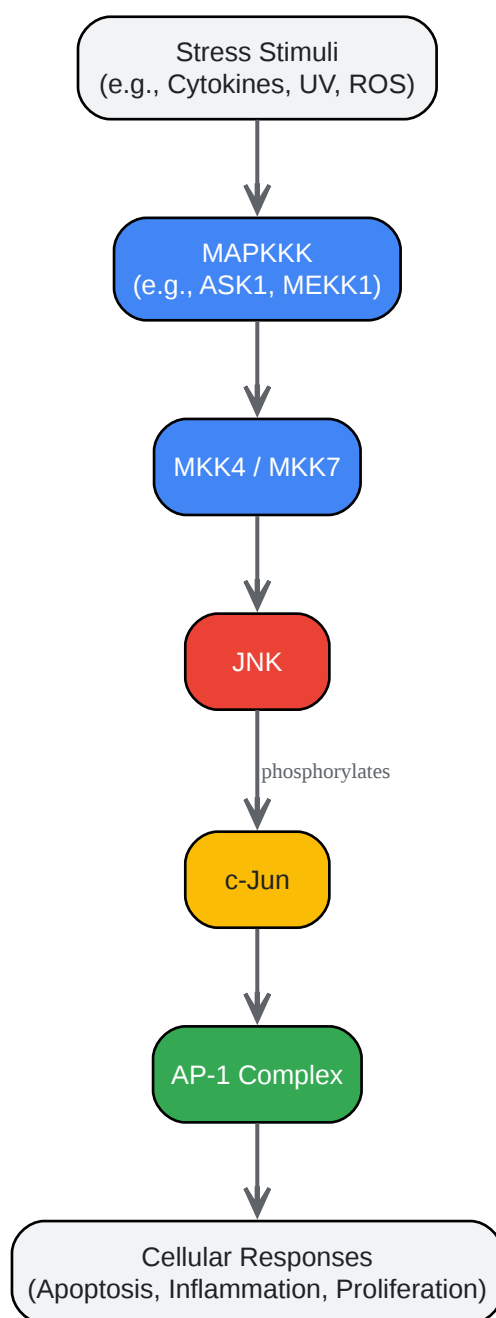 Stress Stimuli
(e.g., Cytokines, UV, ROS)
MAPKKK
(e.g., ASK1, MEKK1)
MKK4 / MKK7
JNK
phosphorylates
c-Jun
AP-1 Complex
Cellular Responses
(Apoptosis, Inflammation, Proliferation)